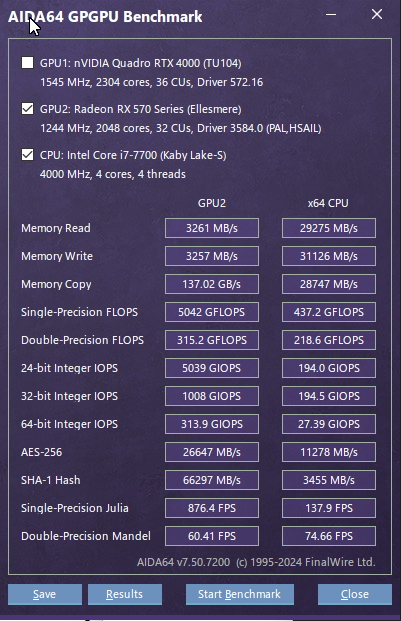 AIDA64 GPGPU Benchmark
GPU1: nVIDIA Quadro RTX 4000 (TU104)
1545 MHz, 2304 cores, 36 CUs, Driver 572.16
GPU2: Radeon RX 570 Series (Ellesmere)
1244 MHz, 2048 cores, 32 CUs, Driver 3584.0 (PAL,HSAIL)
CPU: Intel Core i7-7700 (Kaby Lake-S)
4000 MHz, 4 cores, 4 threads
GPU2 x64 CPU
Memory Read 3261 MB/s 29275 MB/s
Memory Write 3257 MB/s 31126 MB/s
Memory Copy 137.02 GB/s 28747 MB/s
Single-Precision FLOPS 5042 GFLOPS 437.2 GFLOPS
Double-Precision FLOPS 315.2 GFLOPS 218.6 GFLOPS
24-bit Integer IOPS 5039 GIOPS 194.0 GIOPS
32-bit Integer IOPS 1008 GIOPS 194.5 GIOPS
64-bit Integer IOPS 313.9 GIOPS 27.39 GIOPS
AES-256 26647 MB/s 11278 MB/s
SHA-1 Hash 66297 MB/s 3455 MB/s
Single-Precision Julia 876.4 FPS 137.9 FPS
Double-Precision Mandel 60.41 FPS 74.66 FPS
AIDA64 v7.50.7200 (c) 1995-2024 FinalWire Ltd.
Save Results Start Benchmark Close